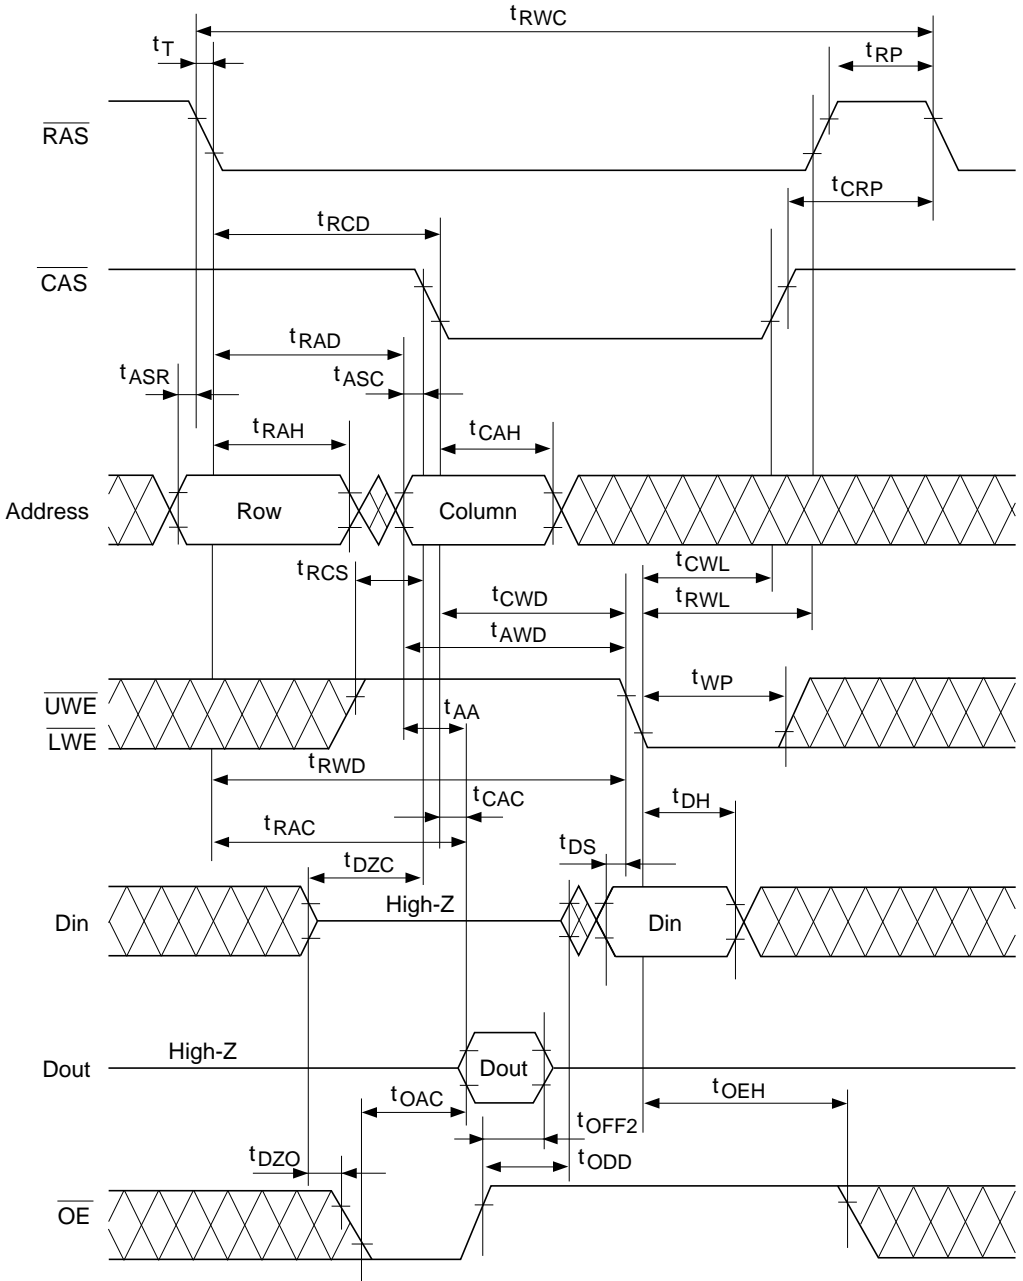 tRWC
tT
tRP
RAS
tCRP
tRCD
CAS
tRAD
tASR
tASC
tRAH
tCAH
Address
Row
Column
tRCS
tCWL
tCWD
tRWL
tAWD
tWP
UWE
LWE
tAA
tRWD
tCAC
tDH
tRAC
tDS
tDZC
High-Z
Din
Din
High-Z
Dout
Dout
tOAC
tOEH
tOFF2
tDZO
tODD
OE